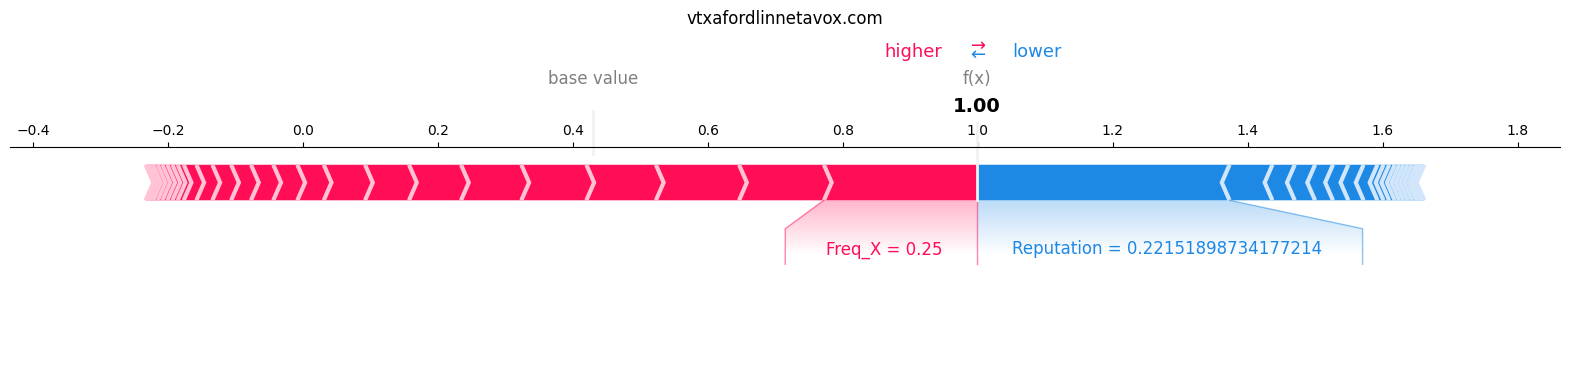 vtxafordlinnetavox.com
higher → ← lower
base value f(x)
1.00
−0.4 −0.2 0.0 0.2 0.4 0.6 0.8 1.0 1.2 1.4 1.6 1.8
Freq_X = 0.25 Reputation = 0.22151898734177214